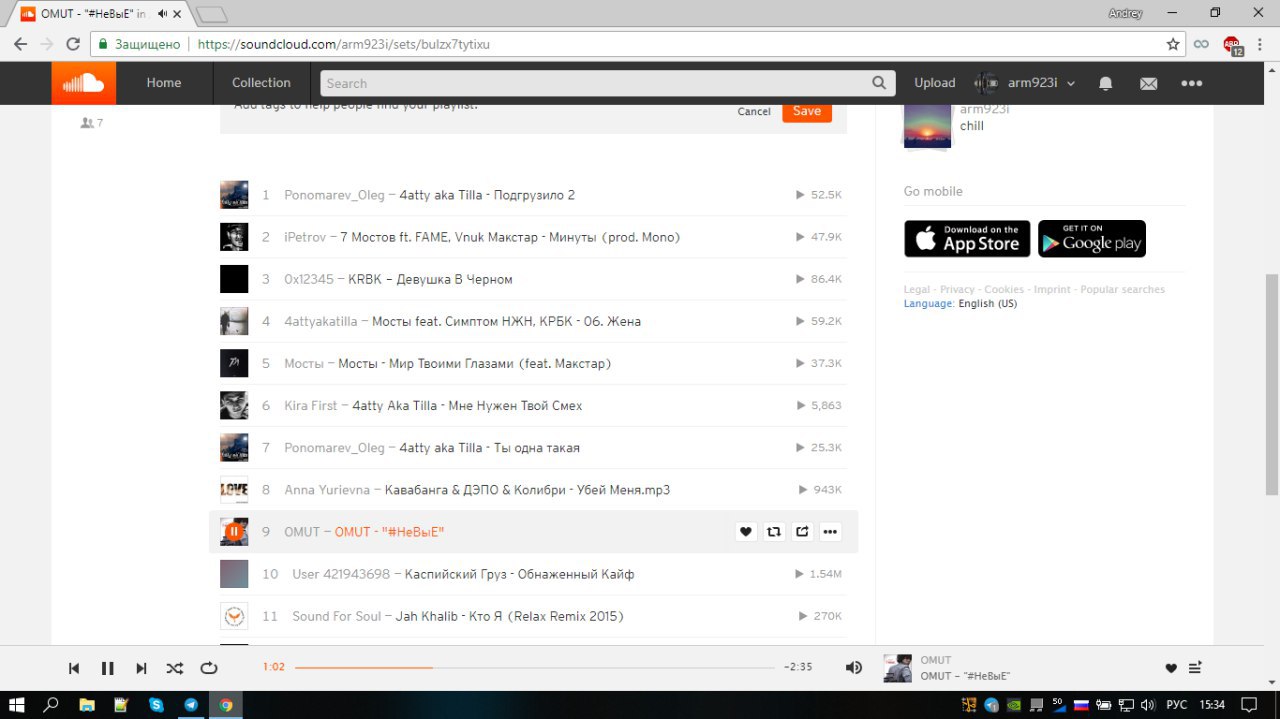 OMUT - "#НеВыЕ" in
Andrey
Защищено
https://soundcloud.com/arm923i/sets/bulzx7tytixu
ABP
12
Home
Collection
Search
Upload
arm923i
Add tags to help people find your playlist.
Cancel
Save
7
arm923i
chill
1 Ponomarev_Oleg – 4atty aka Tilla - Подгрузило 2 52.5K
2 iPetrov – 7 Мостов ft. FAME, Vnuk Макстар - Минуты (prod. Mono) 47.9K
3 0x12345 – KRBK – Девушка В Черном 86.4K
4 4attyakatilla – Мосты feat. Симптом НЖН, КРБК - 06. Жена 59.2K
5 Мосты – Мосты - Мир Твоими Глазами (feat. Макстар) 37.3K
6 Kira First – 4atty Aka Tilla - Мне Нужен Твой Смех 5,863
7 Ponomarev_Oleg – 4atty aka Tilla - Ты одна такая 25.3K
8 Anna Yurievna – Кавабанга & ДЭПО & Колибри - Убей Меня.mp3 943K
9 OMUT – OMUT - "#НеВыЕ"
10 User 421943698 – Каспийский Груз - Обнаженный Кайф 1.54M
11 Sound For Soul – Jah Khalib - Кто Я (Relax Remix 2015) 270K
Go mobile
Download on the
App Store
GET IT ON
Google play
Legal - Privacy - Cookies - Imprint - Popular searches
Language: English (US)
1:02
-2:35
OMUT
OMUT – "#НеВыЕ"
50
РУС
15:34